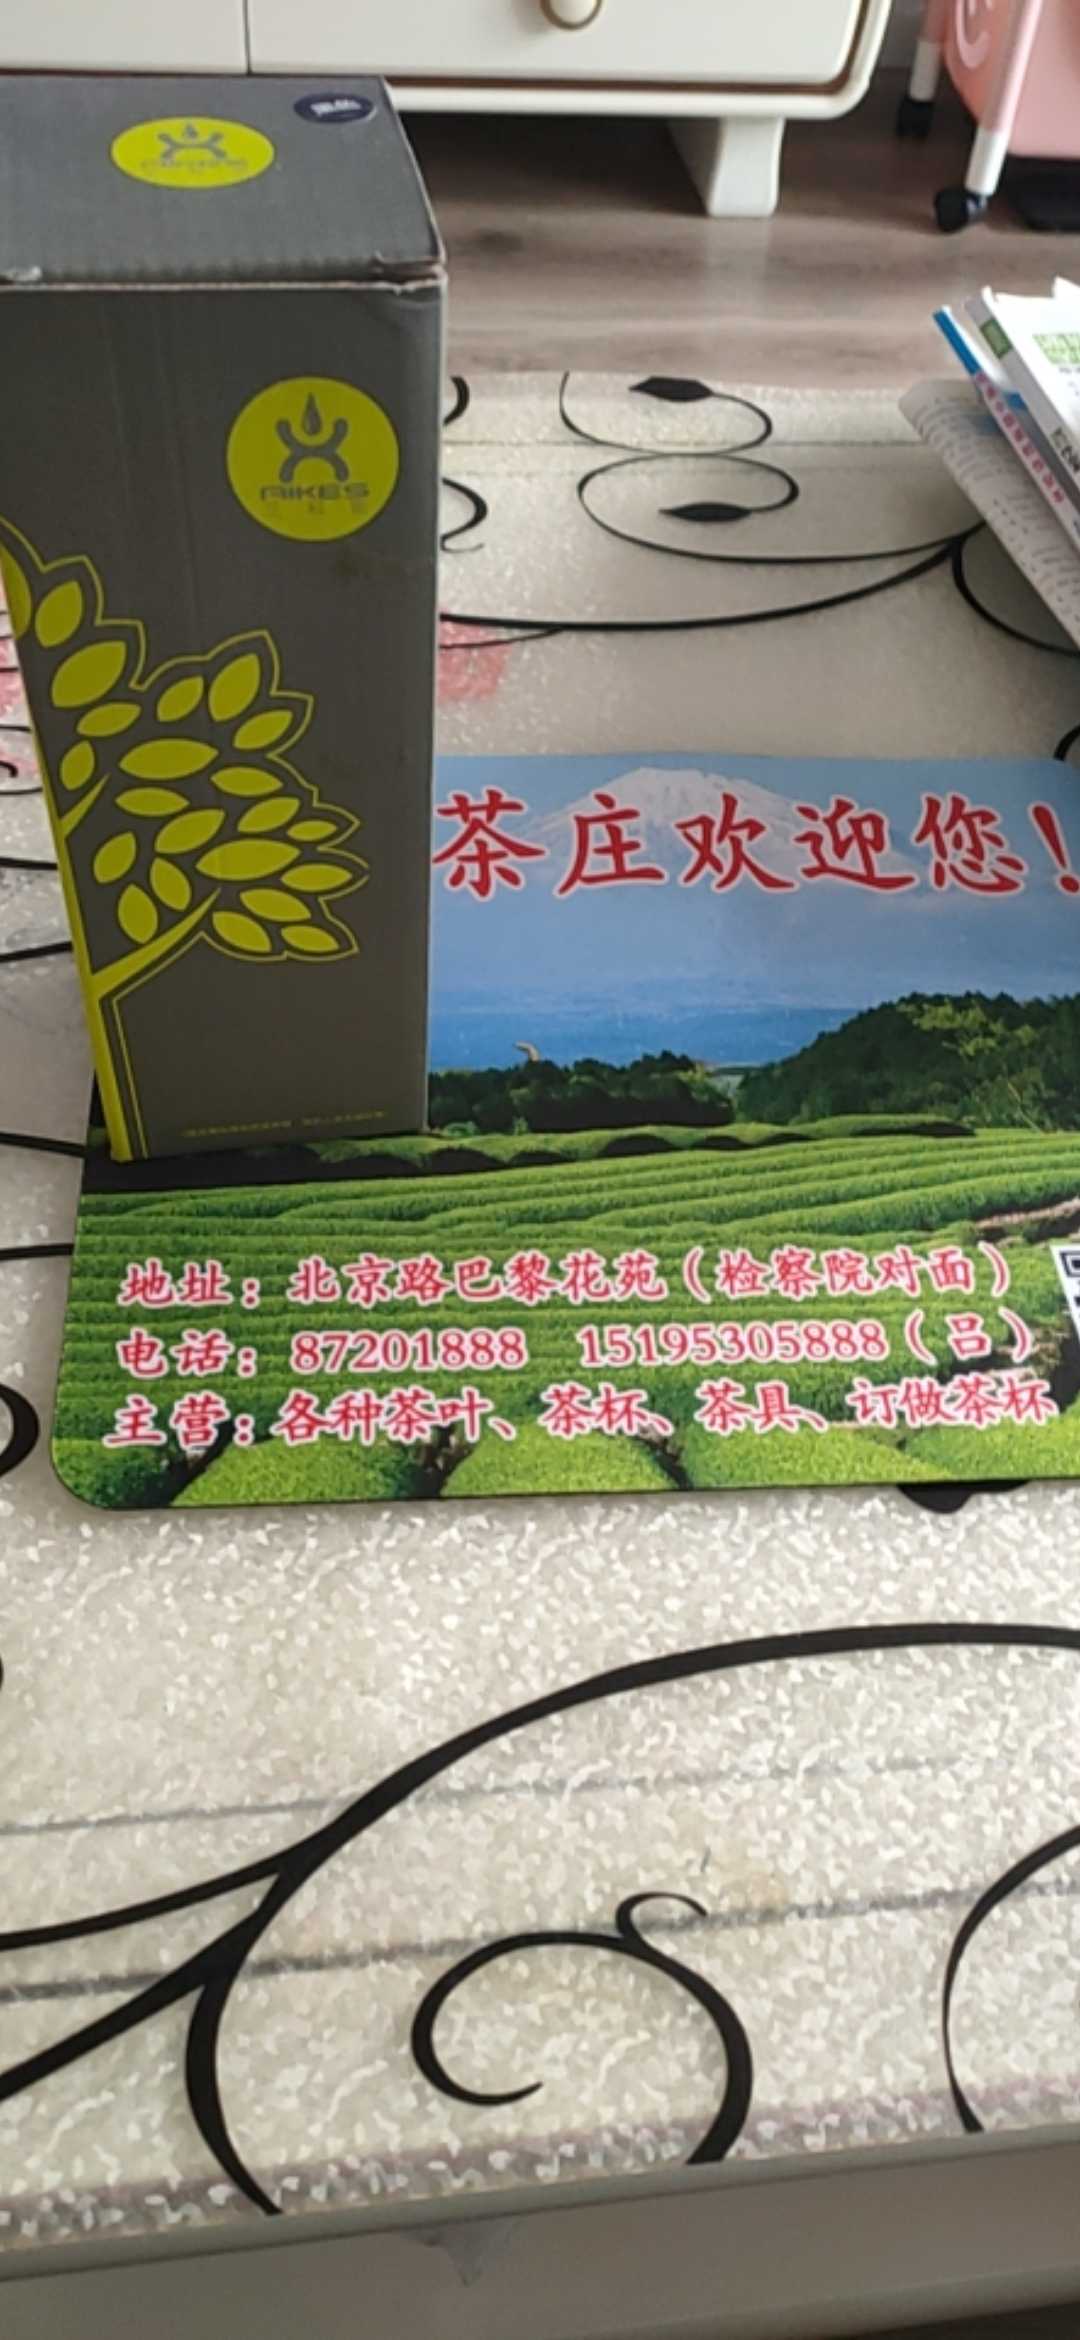 AIKES
茶庄欢迎您！
地址：北京路巴黎花苑（检察院对面）
电话：87201888 15195305888（吕）
主营：各种茶叶、茶杯、茶具、订做茶杯